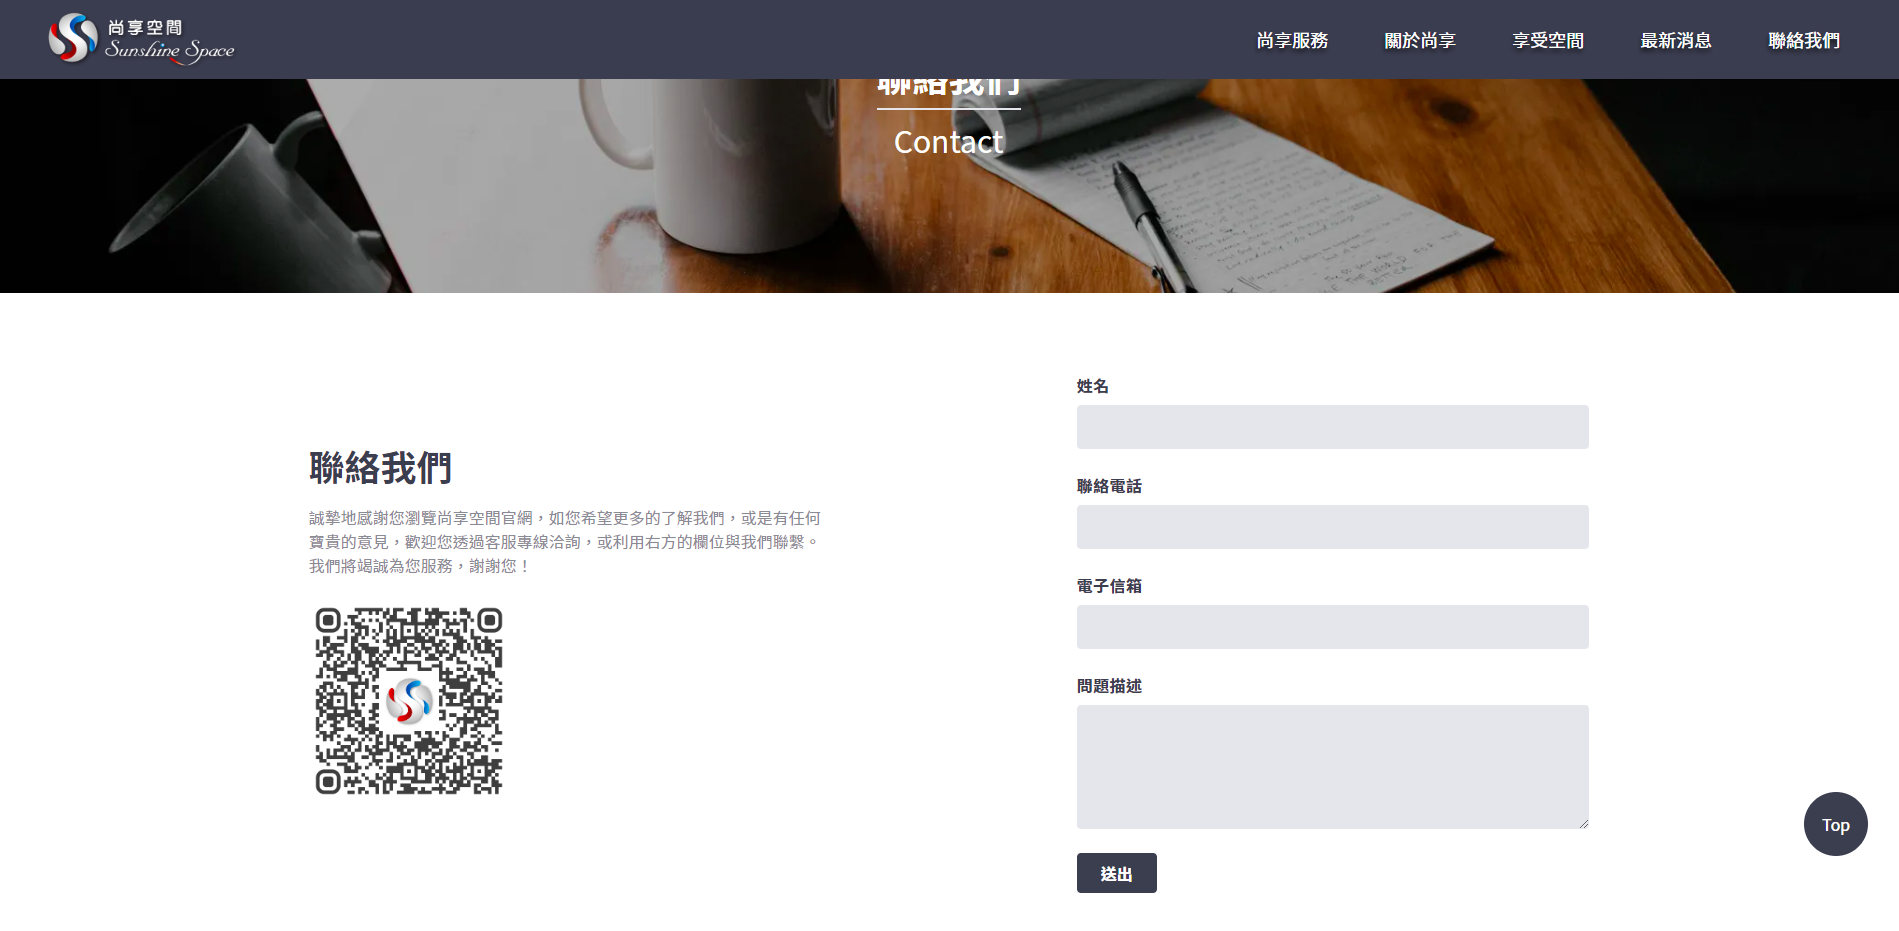 尚享空間
Sunshine Space
尚享服務
關於尚享
享受空間
最新消息
聯絡我們
聯絡我們
Contact
聯絡我們
誠摯地感謝您瀏覽尚享空間官網，如您希望更多的了解我們，或是有任何
寶貴的意見，歡迎您透過客服專線洽詢，或利用右方的欄位與我們聯繫。
我們將竭誠為您服務，謝謝您！
姓名
聯絡電話
電子信箱
問題描述
送出
Top